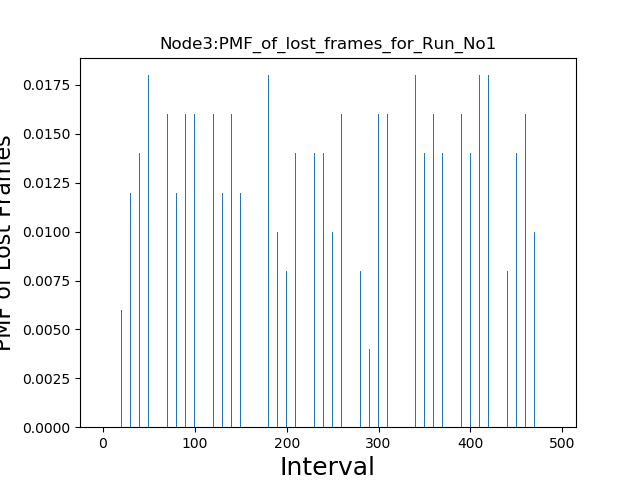 Node3:PMF_of_lost_frames_for_Run_No1
PMF of Lost Frames
0.0175
0.0150
0.0125
0.0100
0.0075
0.0050
0.0025
0.0000
0 100 200 300 400 500
Interval